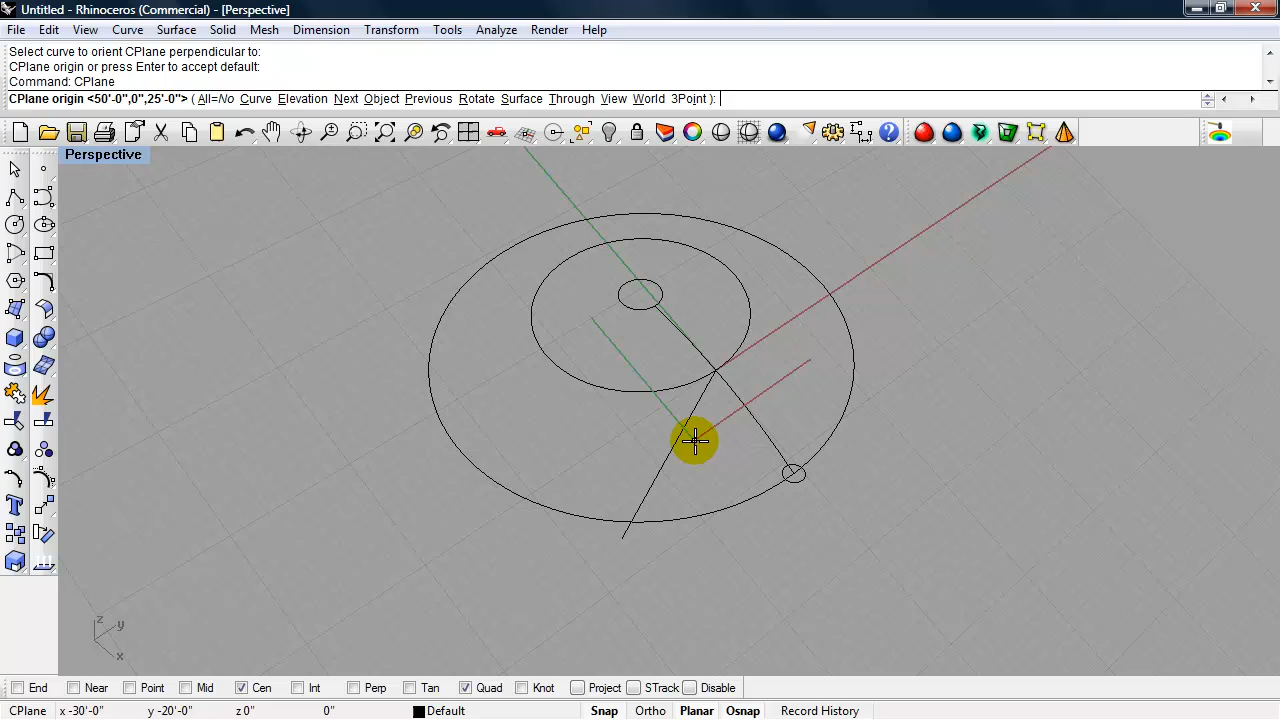 Untitled - Rhinoceros (Commercial) - [Perspective]
File Edit View Curve Surface Solid Mesh Dimension Transform Tools Analyze Render Help
Select curve to orient CPlane perpendicular to:
CPlane origin or press Enter to accept default:
Command: CPlane
CPlane origin <50'-0",0",25'-0"> ( All=No Curve Elevation Next Object Previous Rotate Surface Through View World 3Point ):
Perspective
z
y
x
End Near Point Mid Cen Int Perp Tan Quad Knot Project STrack Disable
CPlane x -30'-0" y -20'-0" z 0" 0" Default Snap Ortho Planar Osnap Record History